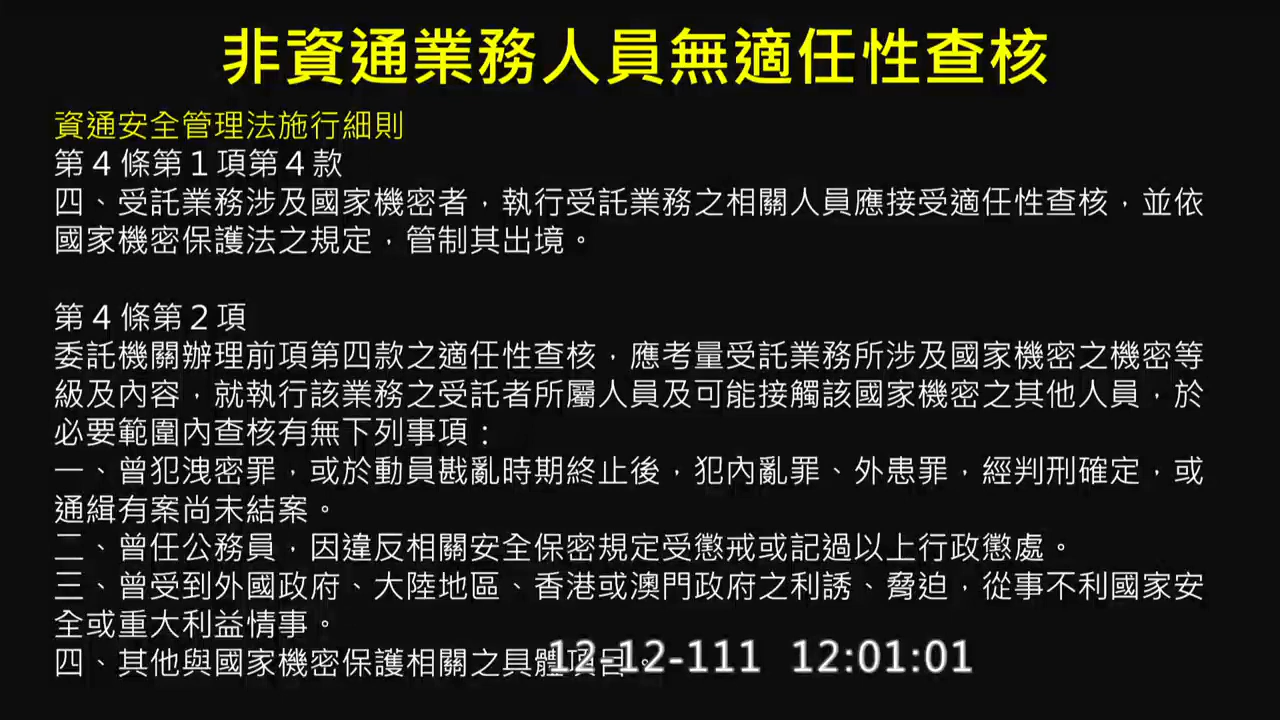 非資通業務人員無適任性查核
資通安全管理法施行細則
第 4 條第 1 項第 4 款
四、受託業務涉及國家機密者，執行受託業務之相關人員應接受適任性查核，並依
國家機密保護法之規定，管制其出境。
第 4 條第 2 項
委託機關辦理前項第四款之適任性查核，應考量受託業務所涉及國家機密之機密等
級及內容，就執行該業務之受託者所屬人員及可能接觸該國家機密之其他人員，於
必要範圍內查核有無下列事項：
一、曾犯洩密罪，或於動員戡亂時期終止後，犯內亂罪、外患罪，經判刑確定，或
通緝有案尚未結案。
二、曾任公務員，因違反相關安全保密規定受懲戒或記過以上行政懲處。
三、曾受到外國政府、大陸地區、香港或澳門政府之利誘、脅迫，從事不利國家安
全或重大利益情事。
四、其他與國家機密保護相關之具體項目。
12-12-111 12:01:01